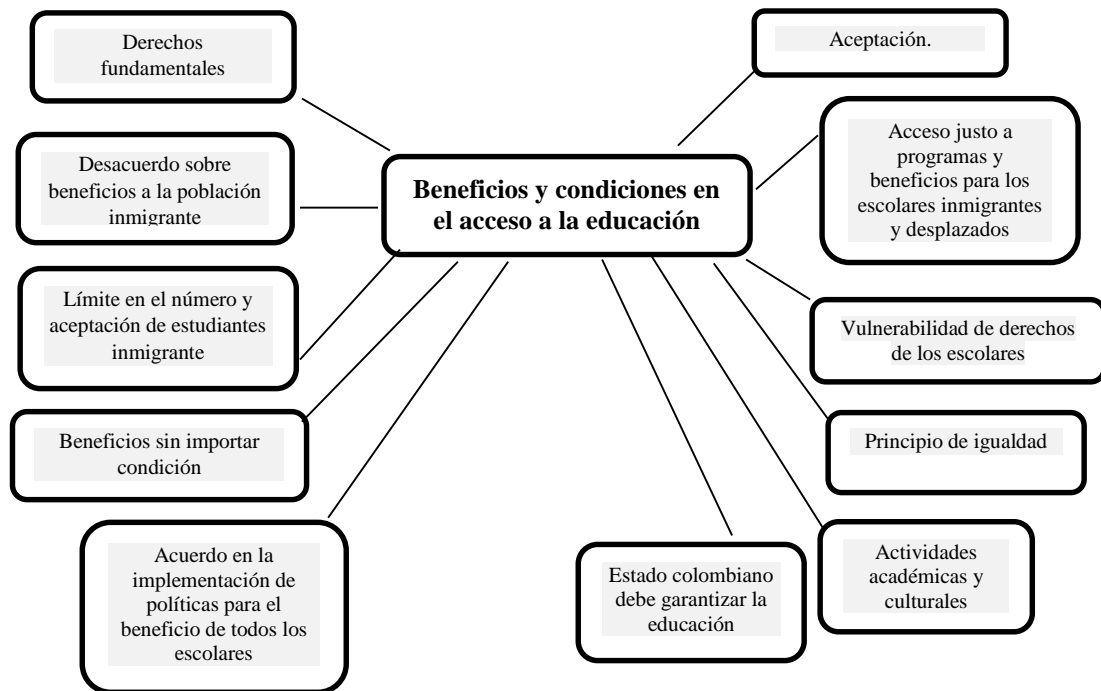 Derechos
fundamentales
Desacuerdo sobre
beneficios a la población
inmigrante
Límite en el número y
aceptación de estudiantes
inmigrante
Beneficios sin importar
condición
Acuerdo en la
implementación de
políticas para el
beneficio de todos los
escolares
Beneficios y condiciones en
el acceso a la educación
Aceptación.
Acceso justo a
programas y
beneficios para los
escolares inmigrantes
y desplazados
Vulnerabilidad de derechos
de los escolares
Principio de igualdad
Actividades
académicas y
culturales
Estado colombiano
debe garantizar la
educación